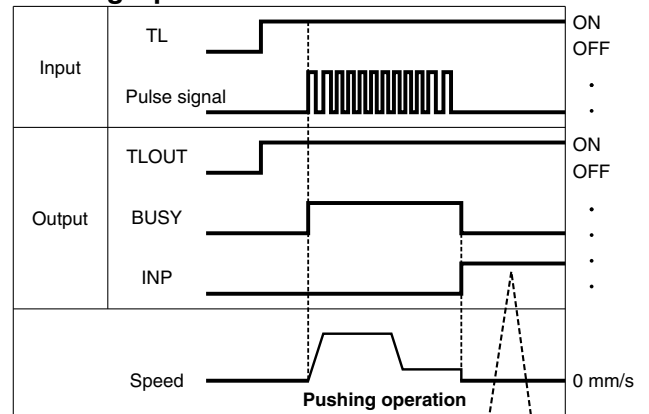 TL
ON
OFF
Input
Pulse signal
TLOUT
ON
OFF
Output
BUSY
INP
Speed
0 mm/s
Pushing operation